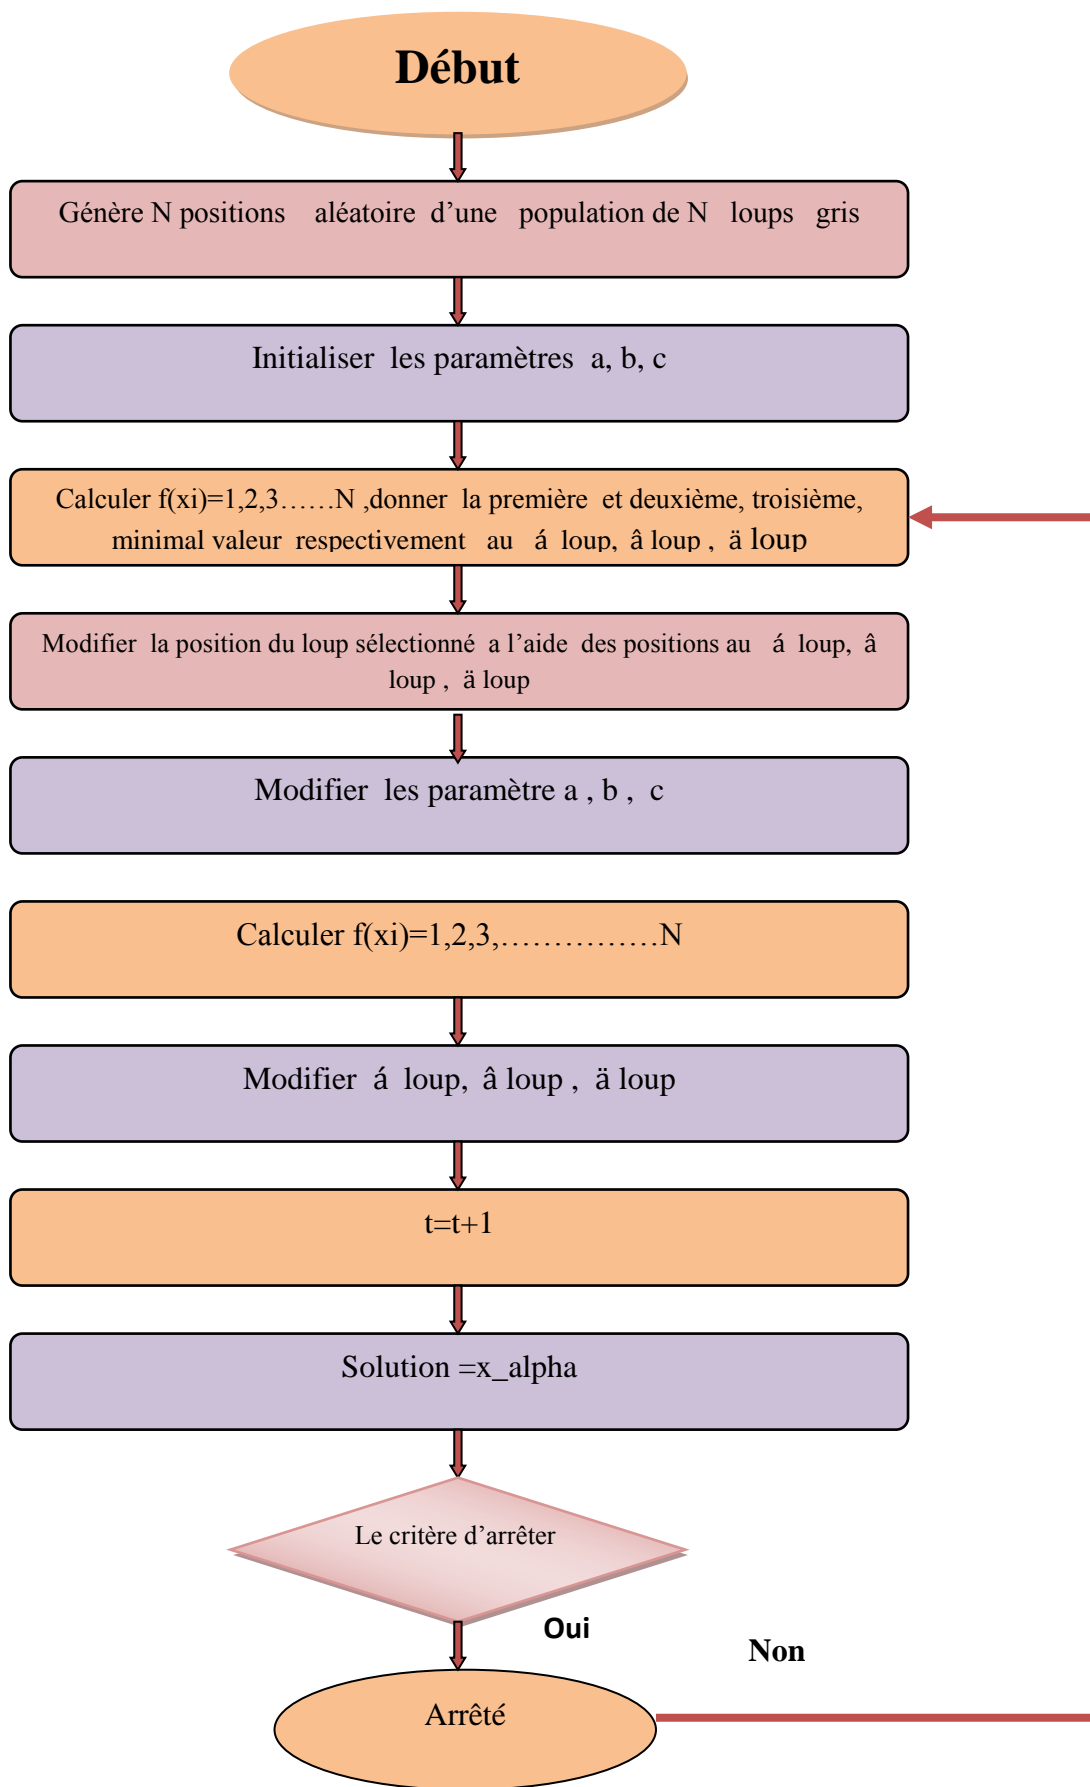 Début
Génère N positions aléatoire d’une population de N loups gris
Initialiser les paramètres a, b, c
Calculer f(xi)=1,2,3……N ,donner la première et deuxième, troisième,
minimal valeur respectivement au á loup, â loup , ä loup
Modifier la position du loup sélectionné a l’aide des positions au á loup, â
loup , ä loup
Modifier les paramètre a , b , c
Calculer f(xi)=1,2,3,……………N
Modifier á loup, â loup , ä loup
t=t+1
Solution =x_alpha
Le critère d’arrêter
Oui
Non
Arrêté